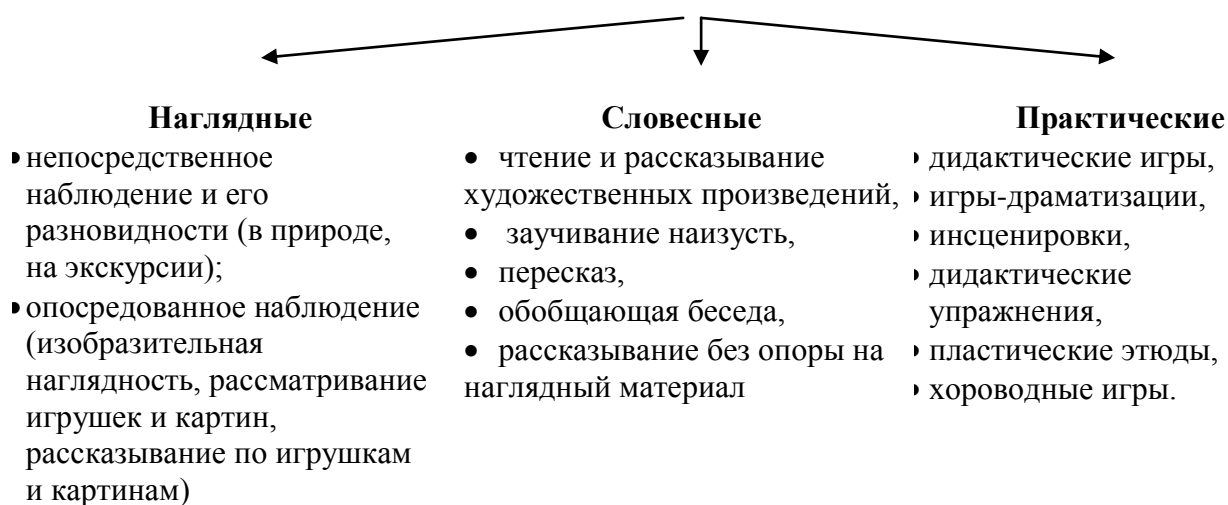 Наглядные
• непосредственное
наблюдение и его
разновидности (в природе,
на экскурсии);
• опосредованное наблюдение
(изобразительная
наглядность, рассматривание
игрушек и картин,
рассказывание по игрушкам
и картинам)
Словесные
• чтение и рассказывание
художественных произведений,
• заучивание наизусть,
• пересказ,
• обобщающая беседа,
• рассказывание без опоры на
наглядный материал
Практические
• дидактические игры,
• игры-драматизации,
• инсценировки,
• дидактические
упражнения,
• пластические этюды,
• хороводные игры.